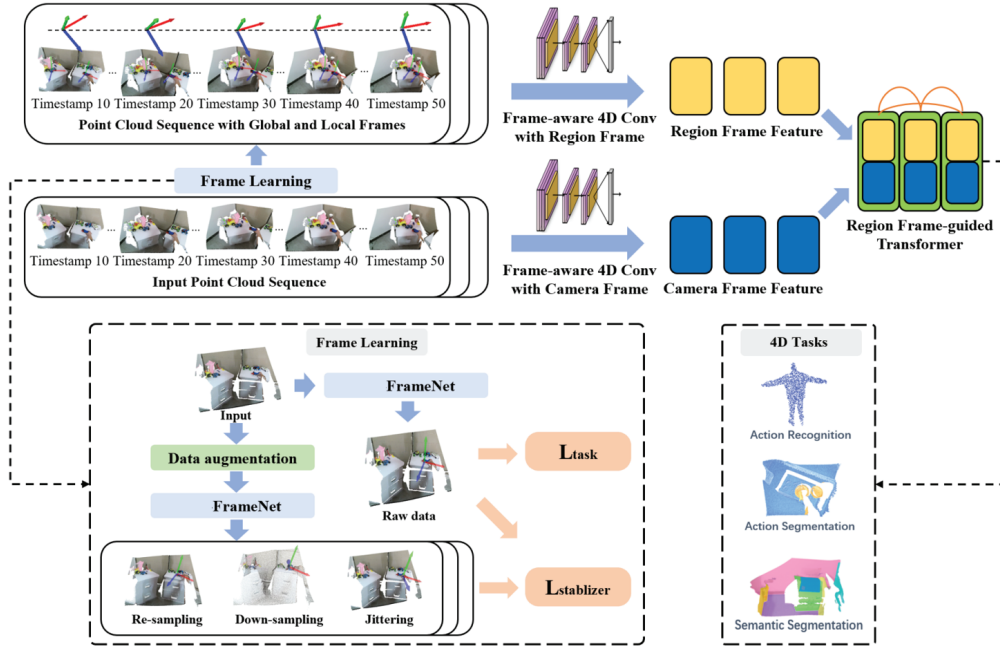 Timestamp 10 Timestamp 20 Timestamp 30 Timestamp 40 Timestamp 50
Point Cloud Sequence with Global and Local Frames
Frame-aware 4D Conv
with Region Frame
Region Frame Feature
Frame Learning
Timestamp 10 Timestamp 20 Timestamp 30 Timestamp 40 Timestamp 50
Input Point Cloud Sequence
Frame-aware 4D Conv
with Camera Frame
Camera Frame Feature
Region Frame-guided
Transformer
Frame Learning
Input
FrameNet
Data augmentation
FrameNet
Raw data
Ltask
Re-sampling Down-sampling Jittering
Lstablizer
4D Tasks
Action Recognition
Action Segmentation
Semantic Segmentation